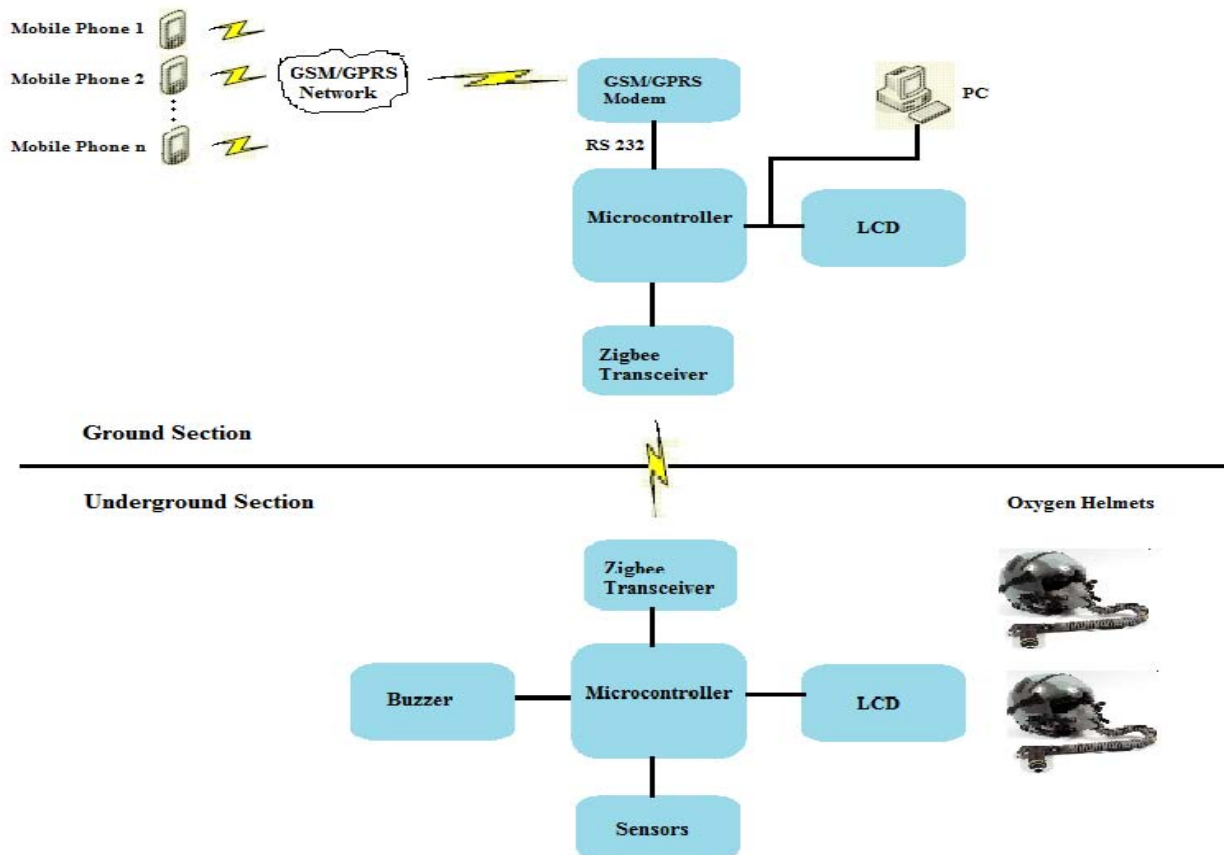 Mobile Phone 1
Mobile Phone 2
Mobile Phone n
GSM/GPRS
Network
GSM/GPRS
Modem
PC
RS 232
Microcontroller
LCD
Zigbee
Transceiver
Ground Section
Underground Section
Oxygen Helmets
Zigbee
Transceiver
Buzzer
Microcontroller
LCD
Sensors